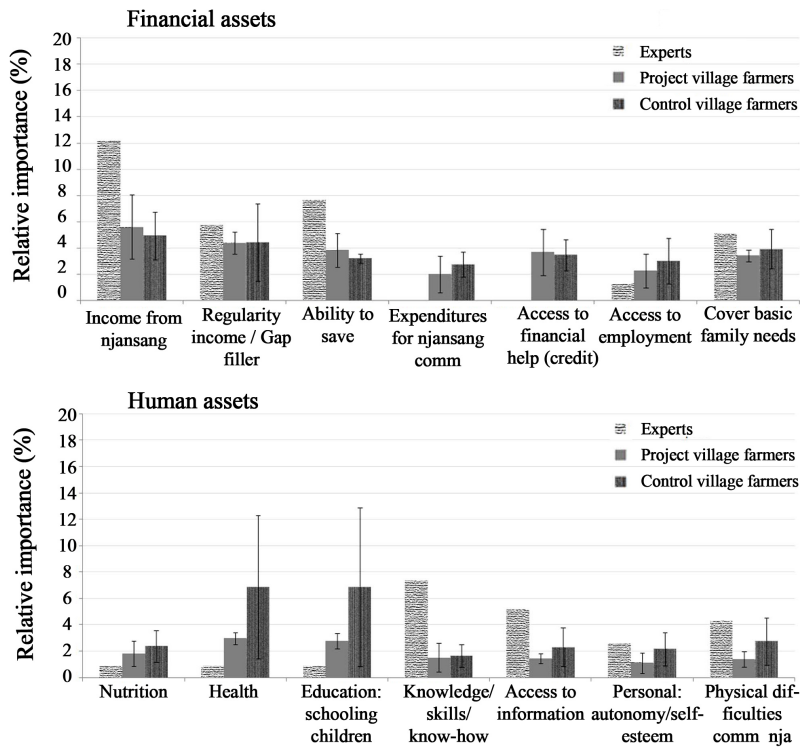 Financial assets
Relative importance (%)
20
18
16
14
12
10
8
6
4
2
0
Experts
Project village farmers
Control village farmers
Income from
njansang
Regularity
income / Gap
filler
Ability to
save
Expenditures
for njansang
comm
Access to
financial
help (credit)
Access to
employment
Cover basic
family needs
Human assets
Relative importance (%)
20
18
16
14
12
10
8
6
4
2
0
Experts
Project village farmers
Control village farmers
Nutrition
Health
Education:
schooling
children
Knowledge/
skills/
know-how
Access to
information
Personal:
autonomy/self-
esteem
Physical dif-
ficulties
comm nja